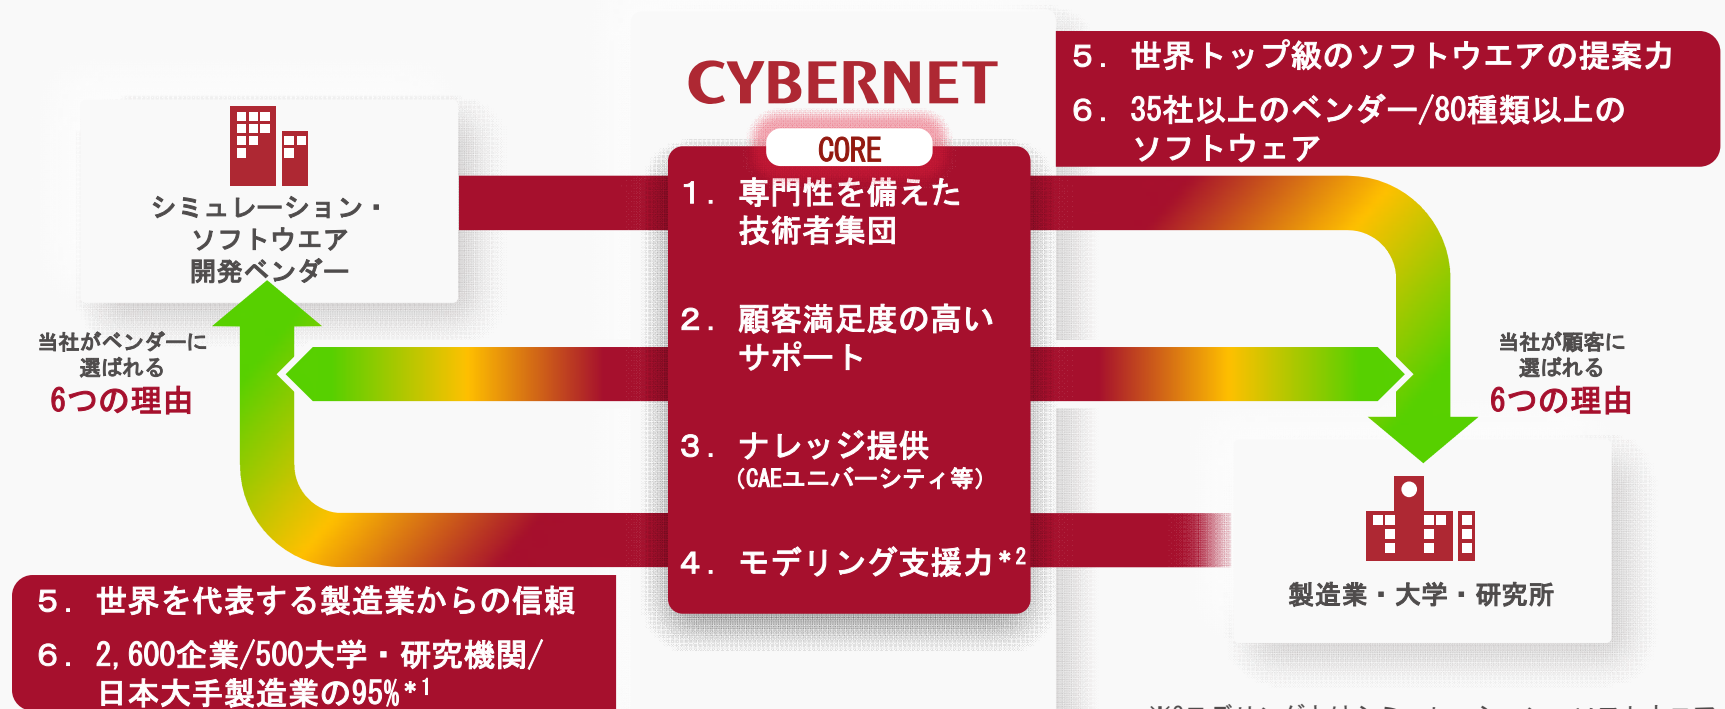 CYBERNET
CORE
1. 専門性を備えた
技術者集団
2. 顧客満足度の高い
サポート
3. ナレッジ提供
(CAEユニバーシティ等)
4. モデリング支援力*2
シミュレーション・
ソフトウエア
開発ベンダー
当社がベンダーに
選ばれる
6つの理由
5. 世界を代表する製造業からの信頼
6. 2,600企業/500大学・研究機関/
日本大手製造業の95%*1
5. 世界トップ級のソフトウエアの提案力
6. 35社以上のベンダー/80種類以上の
ソフトウェア
当社が顧客に
選ばれる
6つの理由
製造業・大学・研究所